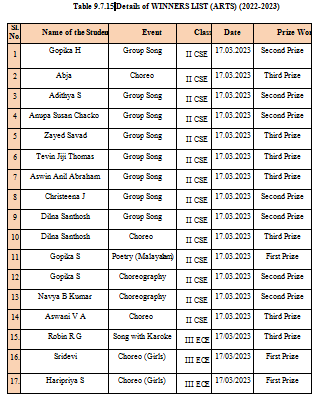 Table 9.7.15 Details of WINNERS LIST (ARTS) (2022-2023)
Sl. No. Name of the Studen Event Class Date Prize Wor
1 Gopika H Group Song II CSE 17.03.2023 Second Prize
2 Abja Choreo II CSE 17.03.2023 Third Prize
3 Adithya S Group Song II CSE 17.03.2023 Second Prize
4 Anupa Susan Chacko Group Song II CSE 17.03.2023 Second Prize
5 Zayed Savad Group Song II CSE 17.03.2023 Third Prize
6 Tevin Jiji Thomas Group Song II CSE 17.03.2023 Third Prize
7 Aswin Anil Abraham Group Song II CSE 17.03.2023 Third Prize
8 Christeena J Group Song II CSE 17.03.2023 Second Prize
9 Dilna Santhosh Group Song II CSE 17.03.2023 Second Prize
10 Dilna Santhosh Choreo II CSE 17.03.2023 Third Prize
11 Gopika S Poetry (Malayalam) II CSE 17.03.2023 First Prize
12 Gopika S Choreography II CSE 17.03.2023 Second Prize
13 Navya B Kumar Choreography II CSE 17.03.2023 Second Prize
14 Aswani V A Choreo II CSE 17.03.2023 Third Prize
15. Robin R G Song with Karoke III ECE 17/03/2023 Third Prize
16. Sridevi Choreo (Girls) III ECE 17/03/2023 First Prize
17. Haripriya S Choreo (Girls) III ECE 17/03/2023 First Prize